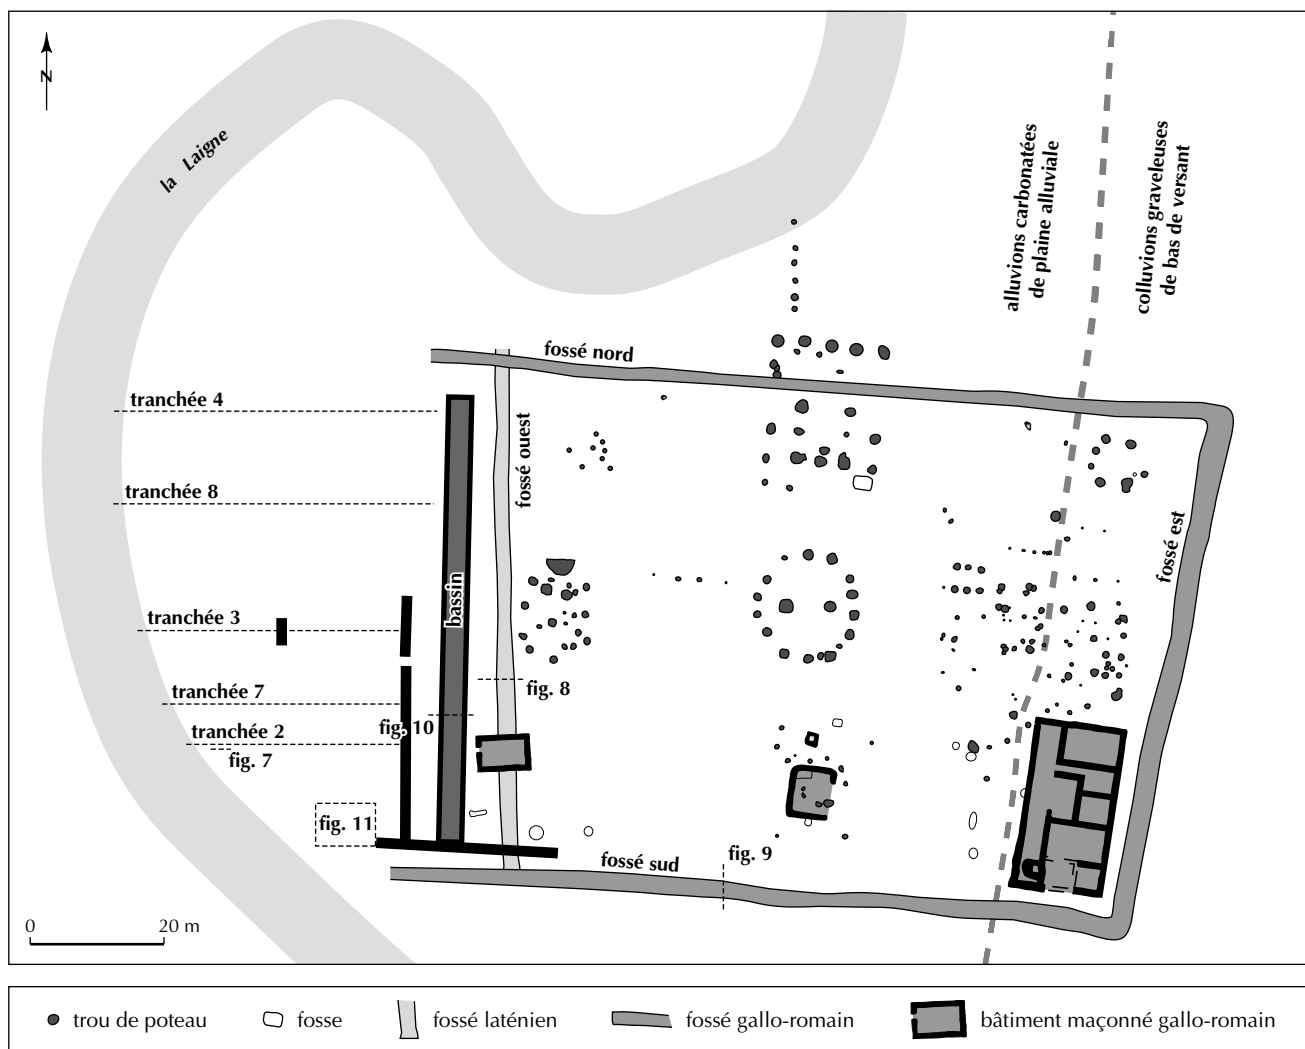 N
la Laigne
alluvions carbonatées
de plaine alluviale
colluvions graveleuses
de bas de versant
fossé nord
tranchée 4
fossé ouest
tranchée 8
fossé est
bassin
tranchée 3
tranchée 7
fig. 8
fig. 10
tranchée 2
fig. 7
fig. 11
fossé sud
fig. 9
0
20 m
trou de poteau
fosse
fossé laténien
fossé gallo-romain
bâtiment maçonné gallo-romain